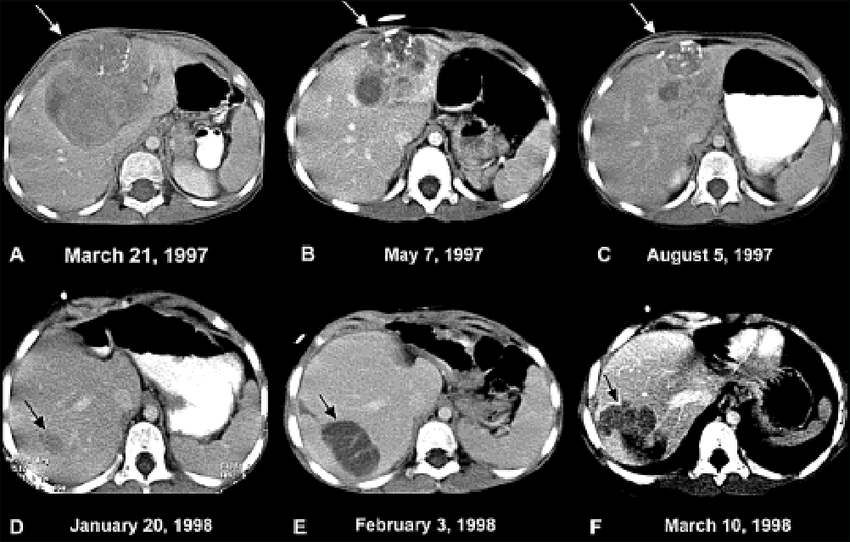 A March 21, 1997
B May 7, 1997
C August 5, 1997
D January 20, 1998
E February 3, 1998
F March 10, 1998